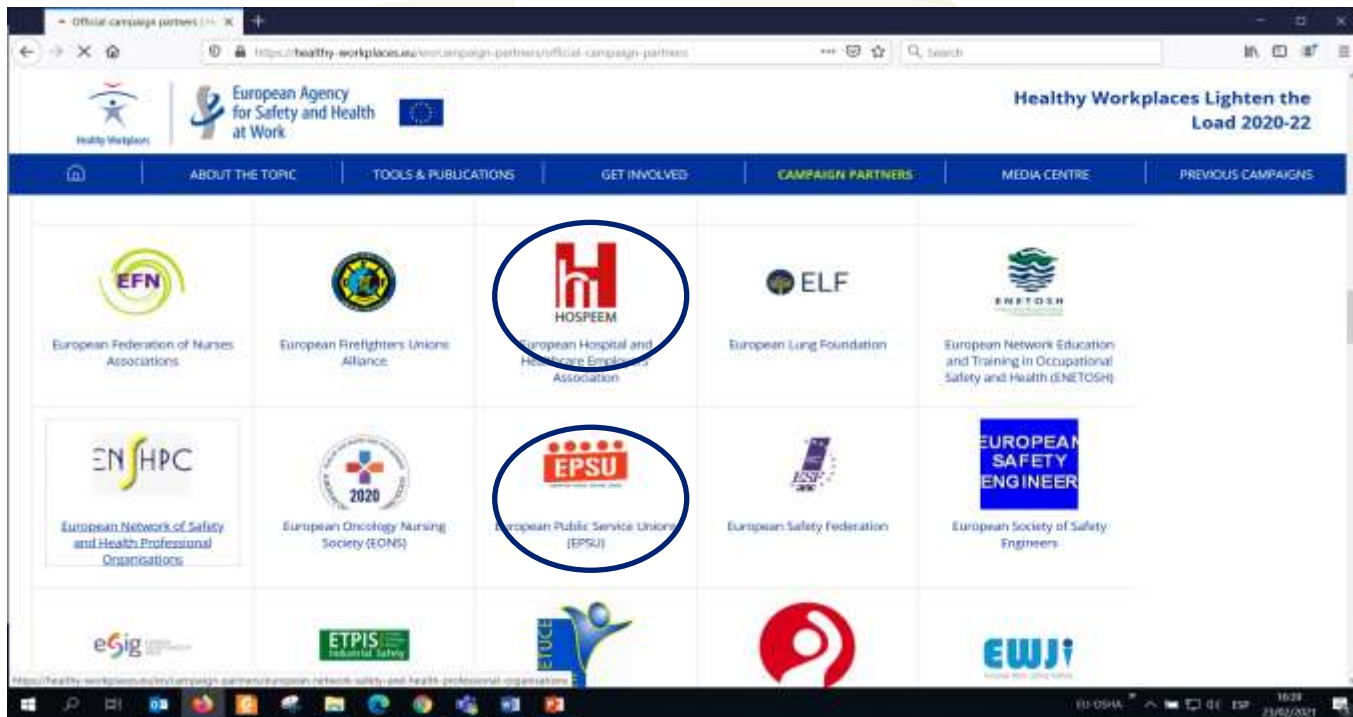 Official campaign partners
https://healthy-workplaces.eu/en/campaign-partners/official-campaign-partners
Search
Healthy Workplaces
European Agency
for Safety and Health
at Work
Healthy Workplaces Lighten the
Load 2020-22
ABOUT THE TOPIC
TOOLS & PUBLICATIONS
GET INVOLVED
CAMPAIGN PARTNERS
MEDIA CENTRE
PREVIOUS CAMPAIGNS
EFN
European Federation of Nurses
Associations
European Firefighters Unions
Alliance
HOSPEEM
European Hospital and
Healthcare Employers'
Association
ELF
European Lung Foundation
ENETOSH
European Network Education
and Training in Occupational
Safety and Health (ENETOSH)
ENSHPO
European Network of Safety
and Health Professional
Organisations
2020
European Oncology Nursing
Society (EONS)
EPSU
European Public Service Unions
(EPSU)
ESF
European Safety Federation
EUROPEAN
SAFETY
ENGINEER
European Society of Safety
Engineers
eSig
ETPIS
Industrial Safety
ETUCE
EWJi
https://healthy-workplaces.eu/en/campaign-partners/european-network-safety-and-health-professional-organisations
EU-OSHA
ESP
16:39
23/02/2021